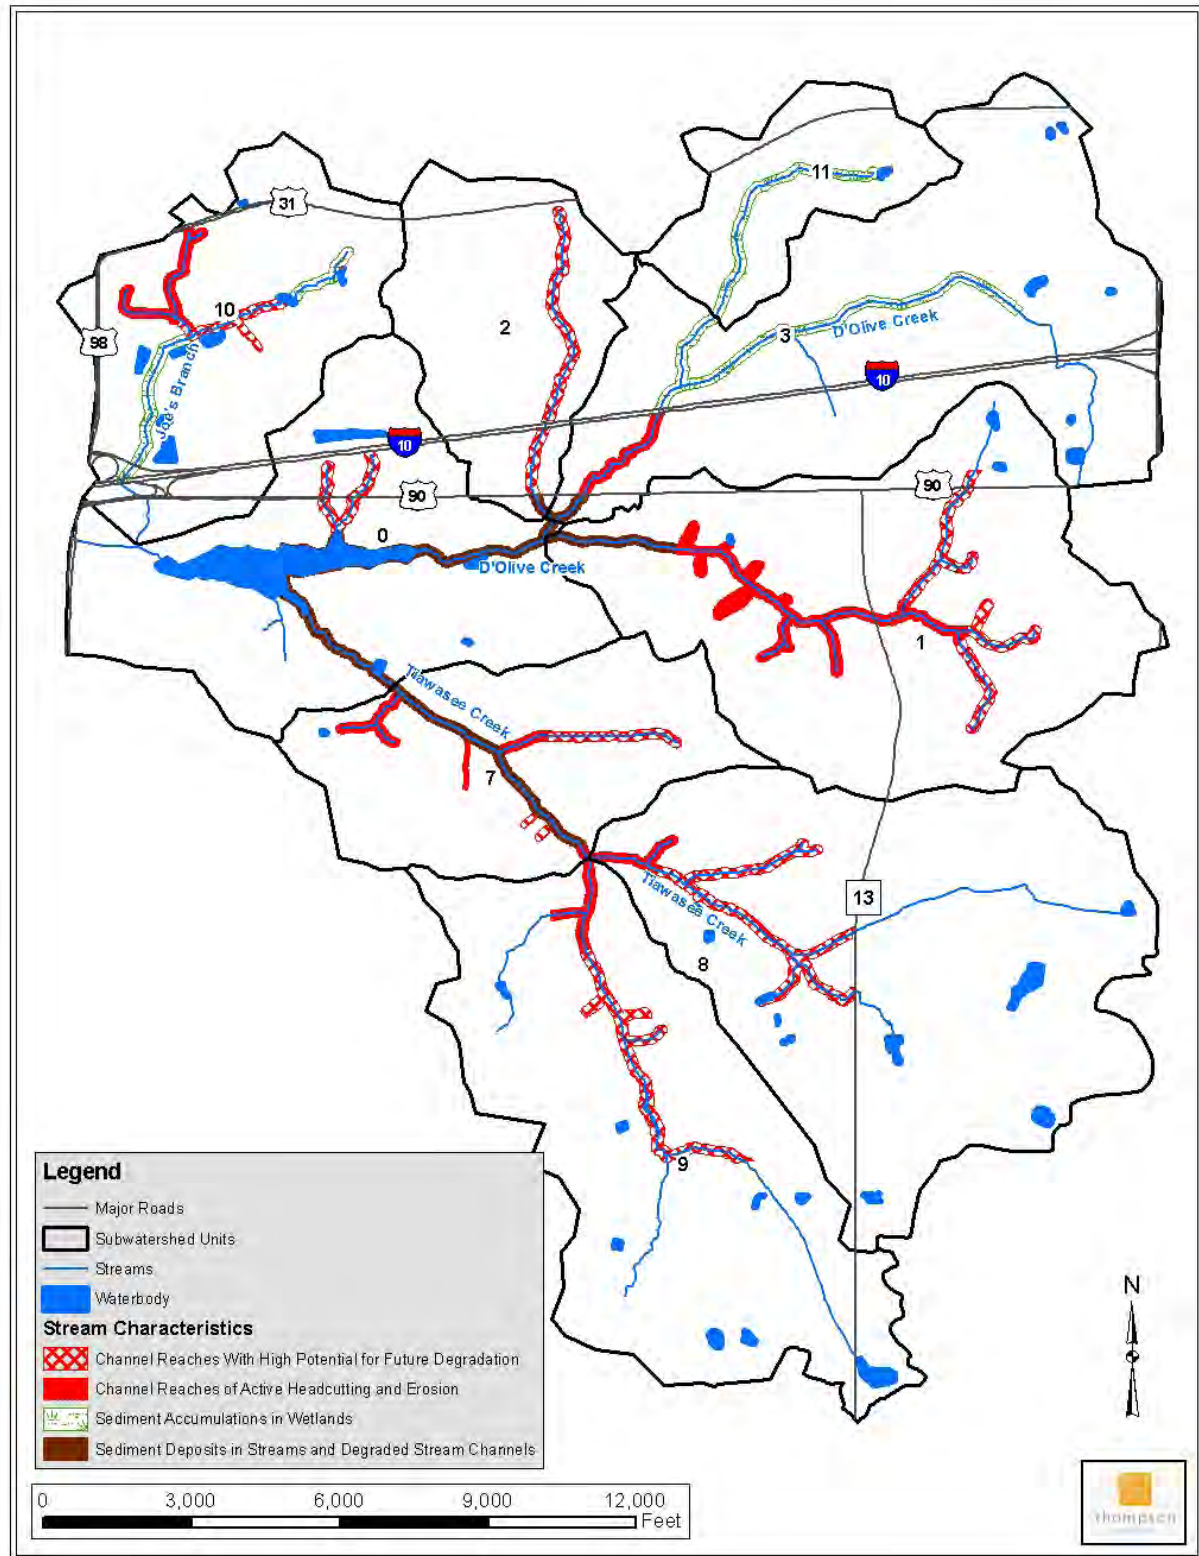 11
31
10
2
3
D'Olive Creek
98
Joe's Branch
10
10
90
90
0
D'Olive Creek
1
Tiawasee Creek
7
Tiawasee Creek
13
8
9
Legend
Major Roads
Subwatershed Units
Streams
Waterbody
Stream Characteristics
Channel Reaches With High Potential for Future Degradation
Channel Reaches of Active Headcutting and Erosion
Sediment Accumulations in Wetlands
Sediment Deposits in Streams and Degraded Stream Channels
N
0 3,000 6,000 9,000 12,000
Feet
thompson